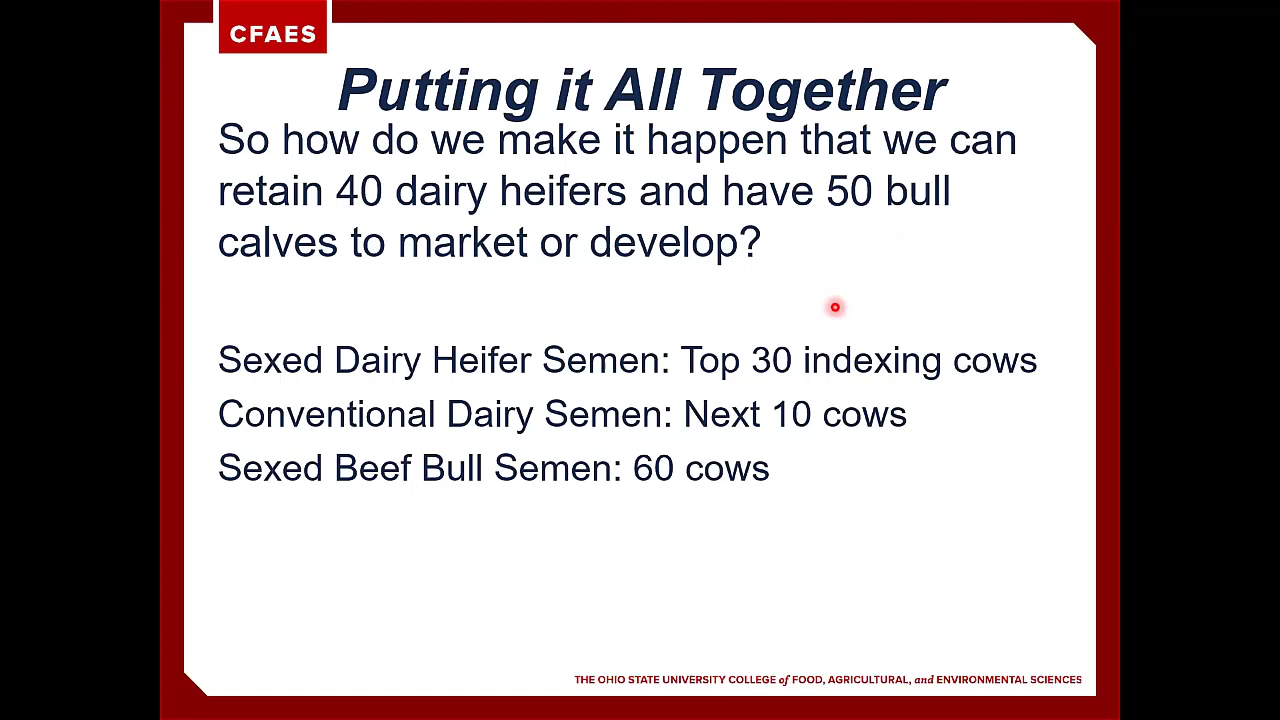 CFAES
Putting it All Together
So how do we make it happen that we can
retain 40 dairy heifers and have 50 bull
calves to market or develop?
Sexed Dairy Heifer Semen: Top 30 indexing cows
Conventional Dairy Semen: Next 10 cows
Sexed Beef Bull Semen: 60 cows
THE OHIO STATE UNIVERSITY COLLEGE of FOOD, AGRICULTURAL, and ENVIRONMENTAL SCIENCES